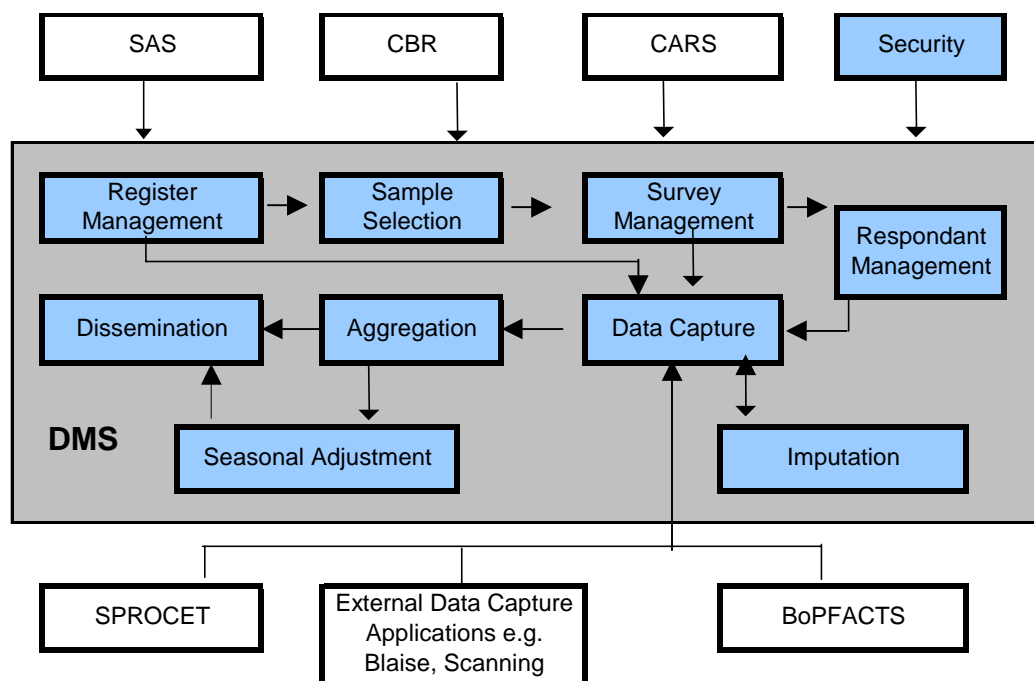 SAS
CBR
CARS
Security
Register
Management
Sample
Selection
Survey
Management
Respondant
Management
Dissemination
Aggregation
Data Capture
DMS
Seasonal Adjustment
Imputation
SPROCET
External Data Capture
Applications e.g.
Blaise, Scanning
BoPFACTS